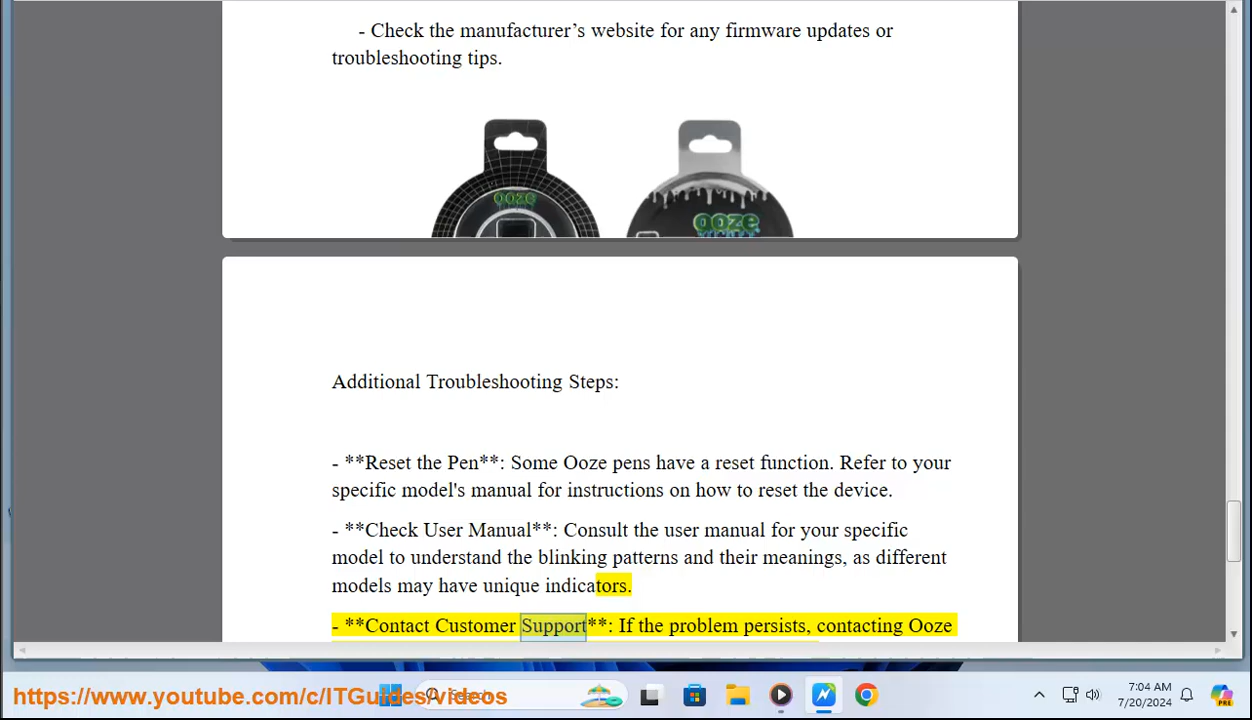 - Check the manufacturer’s website for any firmware updates or
troubleshooting tips.
ooze
ooze
Additional Troubleshooting Steps:
- **Reset the Pen**: Some Ooze pens have a reset function. Refer to your
specific model's manual for instructions on how to reset the device.
- **Check User Manual**: Consult the user manual for your specific
model to understand the blinking patterns and their meanings, as different
models may have unique indicators.
- **Contact Customer Support**: If the problem persists, contacting Ooze
https://www.youtube.com/c/ITGuides/videos
7:04 AM
7/20/2024
PRE